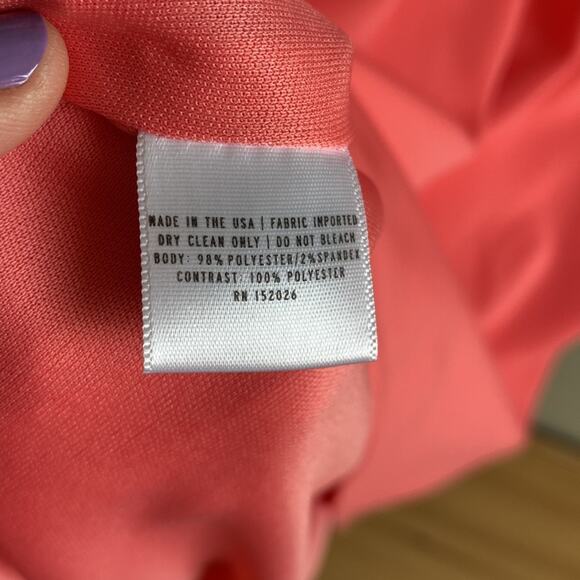 MADE IN THE USA | FABRIC IMPORTED
DRY CLEAN ONLY | DO NOT BLEACH
BODY: 98% POLYESTER/2%SPANDEX
CONTRAST: 100% POLYESTER
RN 152026